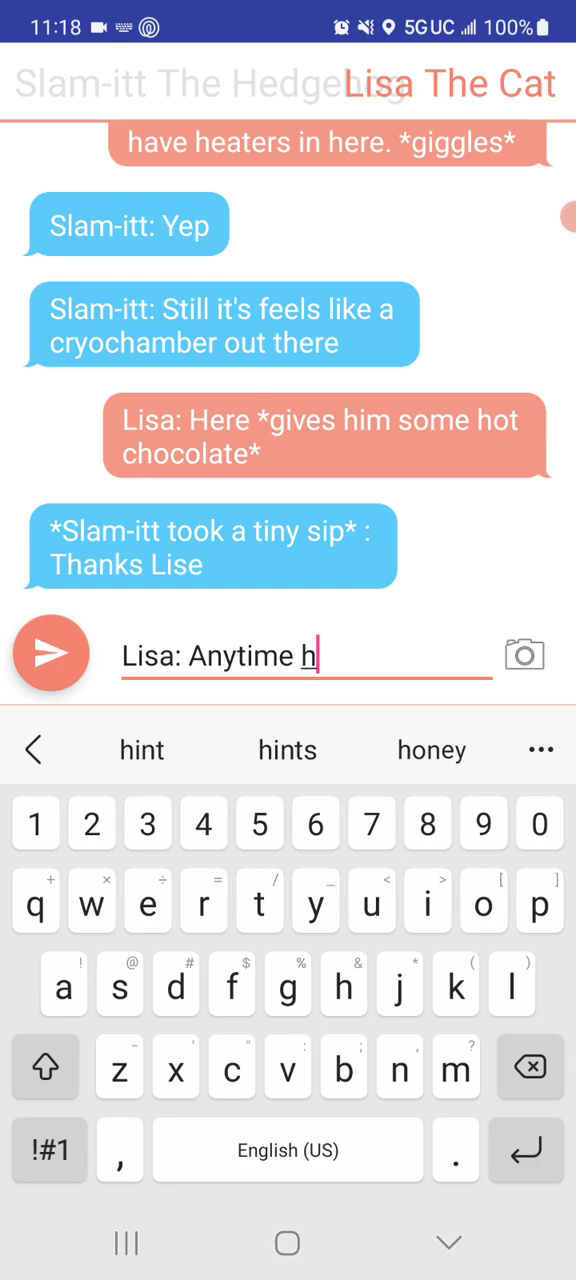 11:18 5G UC 100%
Slam-itt The Hedgehog Lisa The Cat
have heaters in here. *giggles*
Slam-itt: Yep
Slam-itt: Still it's feels like a
cryochamber out there
Lisa: Here *gives him some hot
chocolate*
*Slam-itt took a tiny sip* :
Thanks Lise
Lisa: Anytime h
hint hints honey
1 2 3 4 5 6 7 8 9 0
+ × ÷ = / _ < > [ ]
q w e r t y u i o p
! @ # $ % & * ( )
a s d f g h j k l
- ' " : ; , ?
z x c v b n m
!#1 , English (US) .